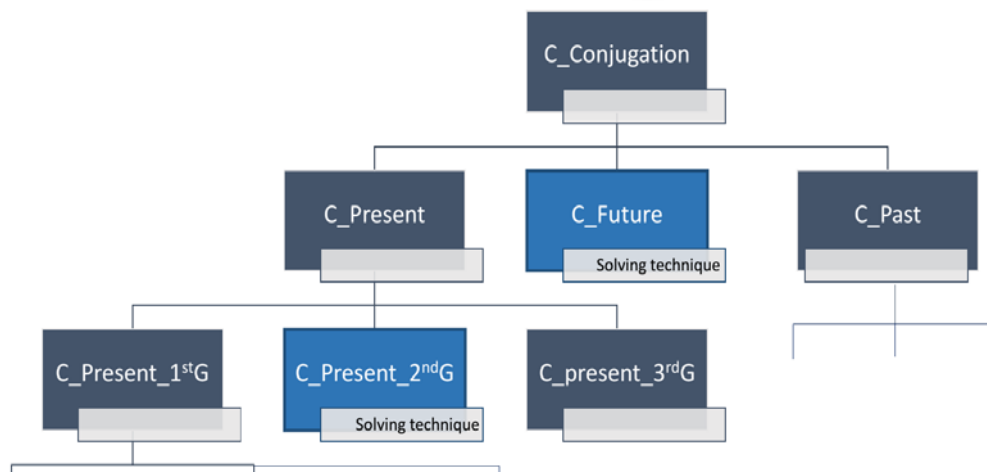 C_Conjugation
C_Present
C_Future
C_Past
Solving technique
C_Present_1ˢᵗG
C_Present_2ⁿᵈG
C_present_3ʳᵈG
Solving technique